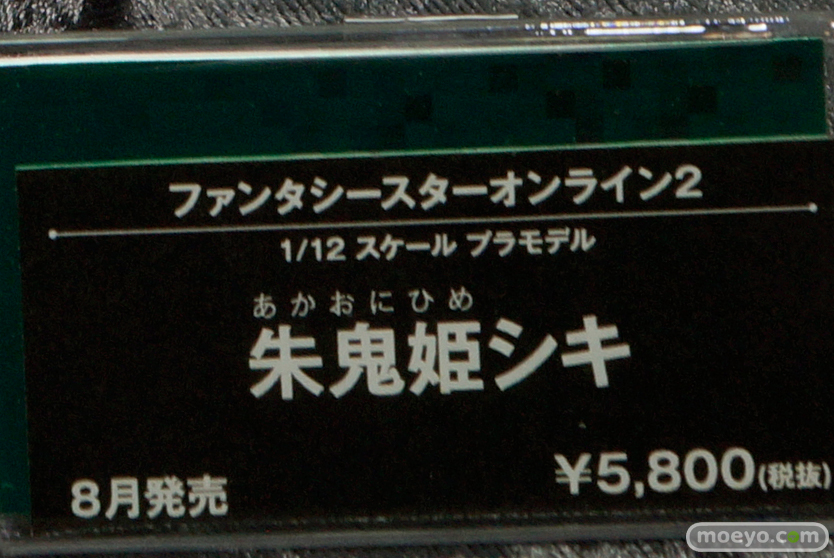 ファンタシースターオンライン2
1/12 スケール プラモデル
あかおにひめ
朱鬼姫シキ
8月発売
¥5,800(税抜)
moeyo.com